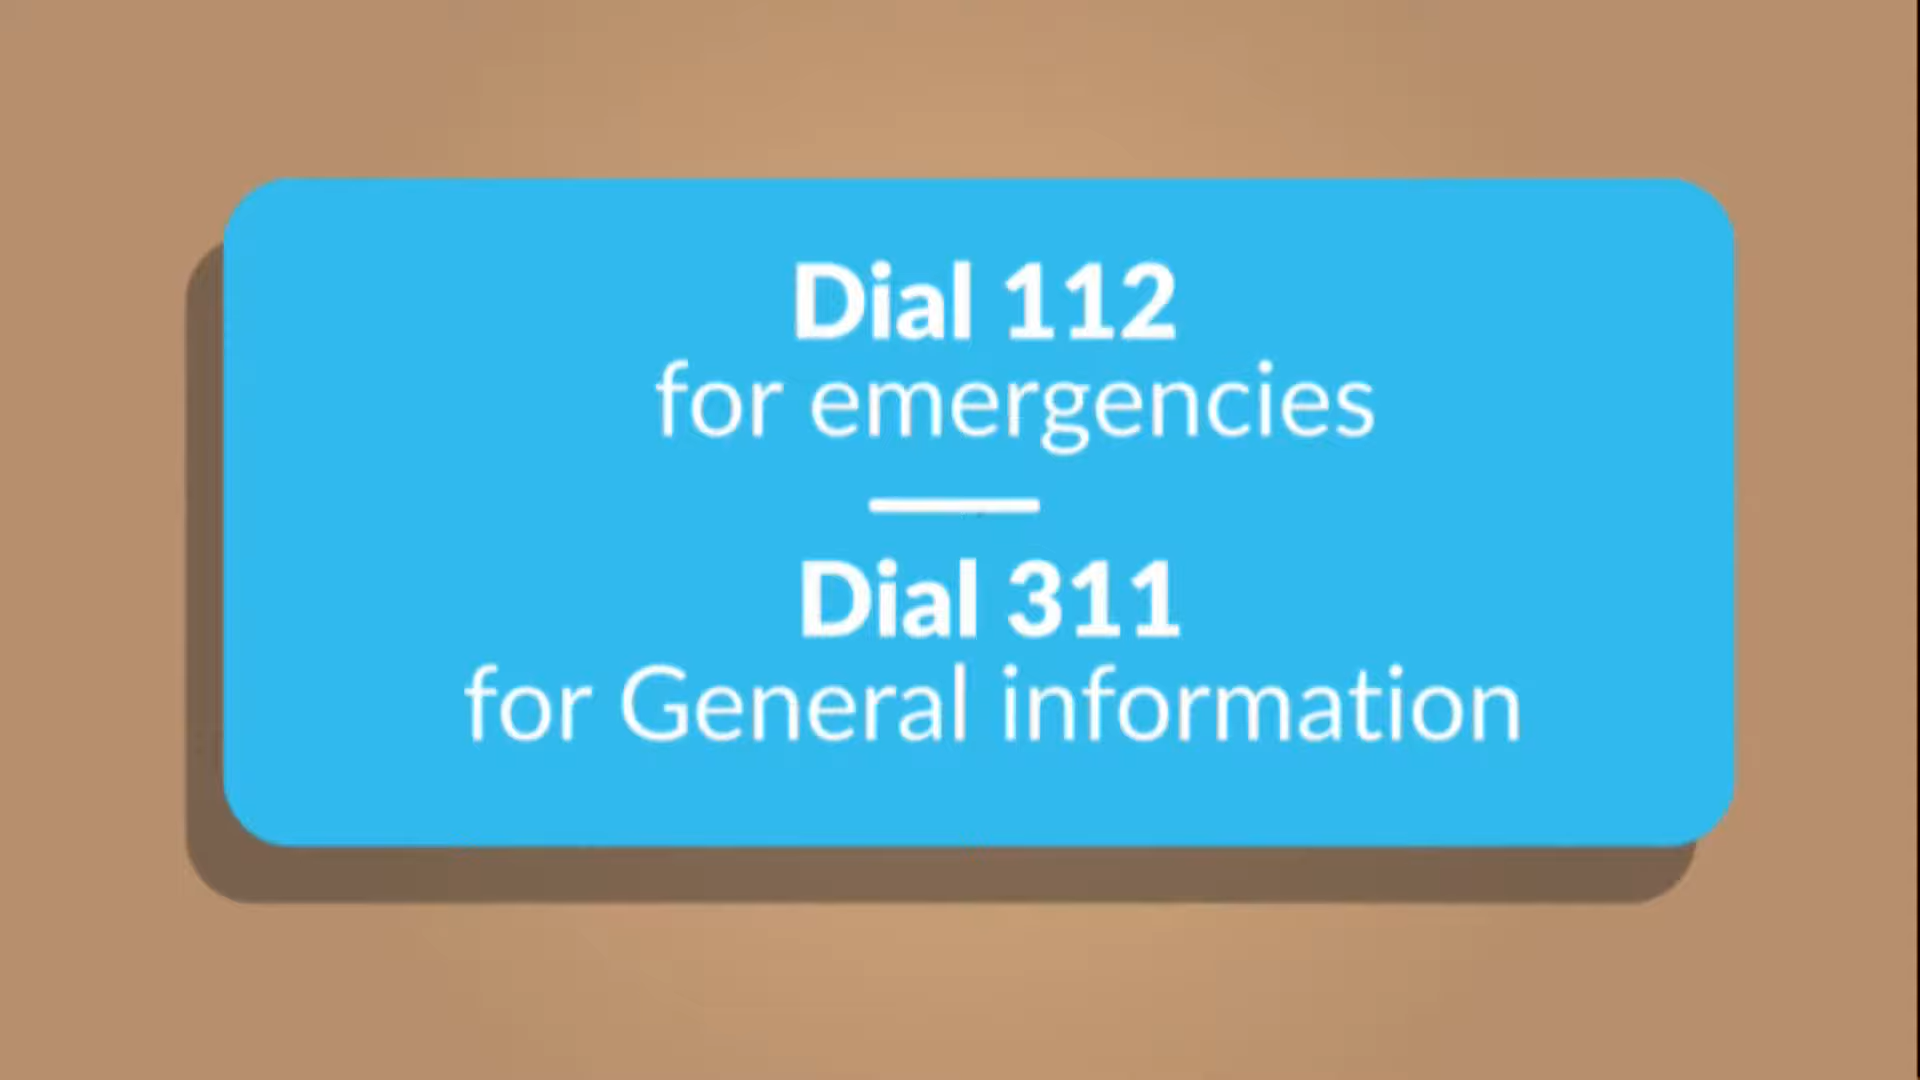 Dial 112
for emergencies
Dial 311
for General information